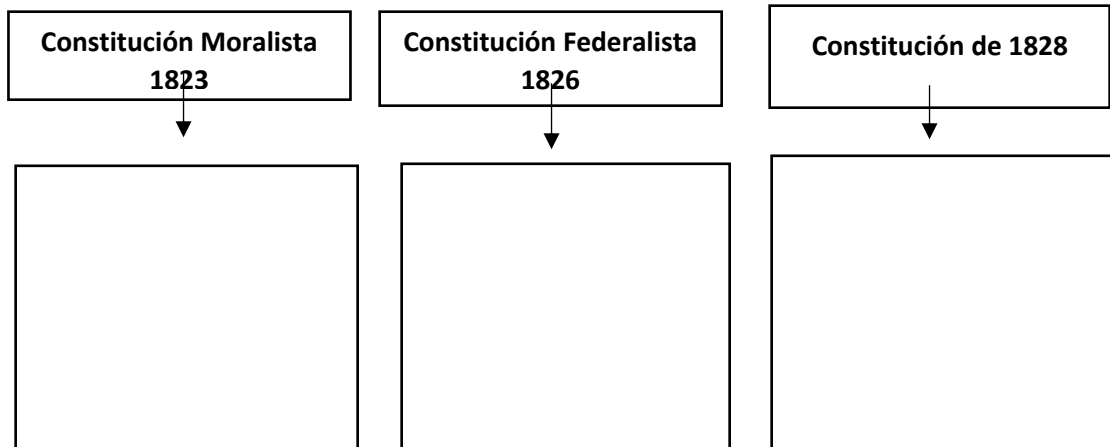 Constitución Moralista
1823
Constitución Federalista
1826
Constitución de 1828